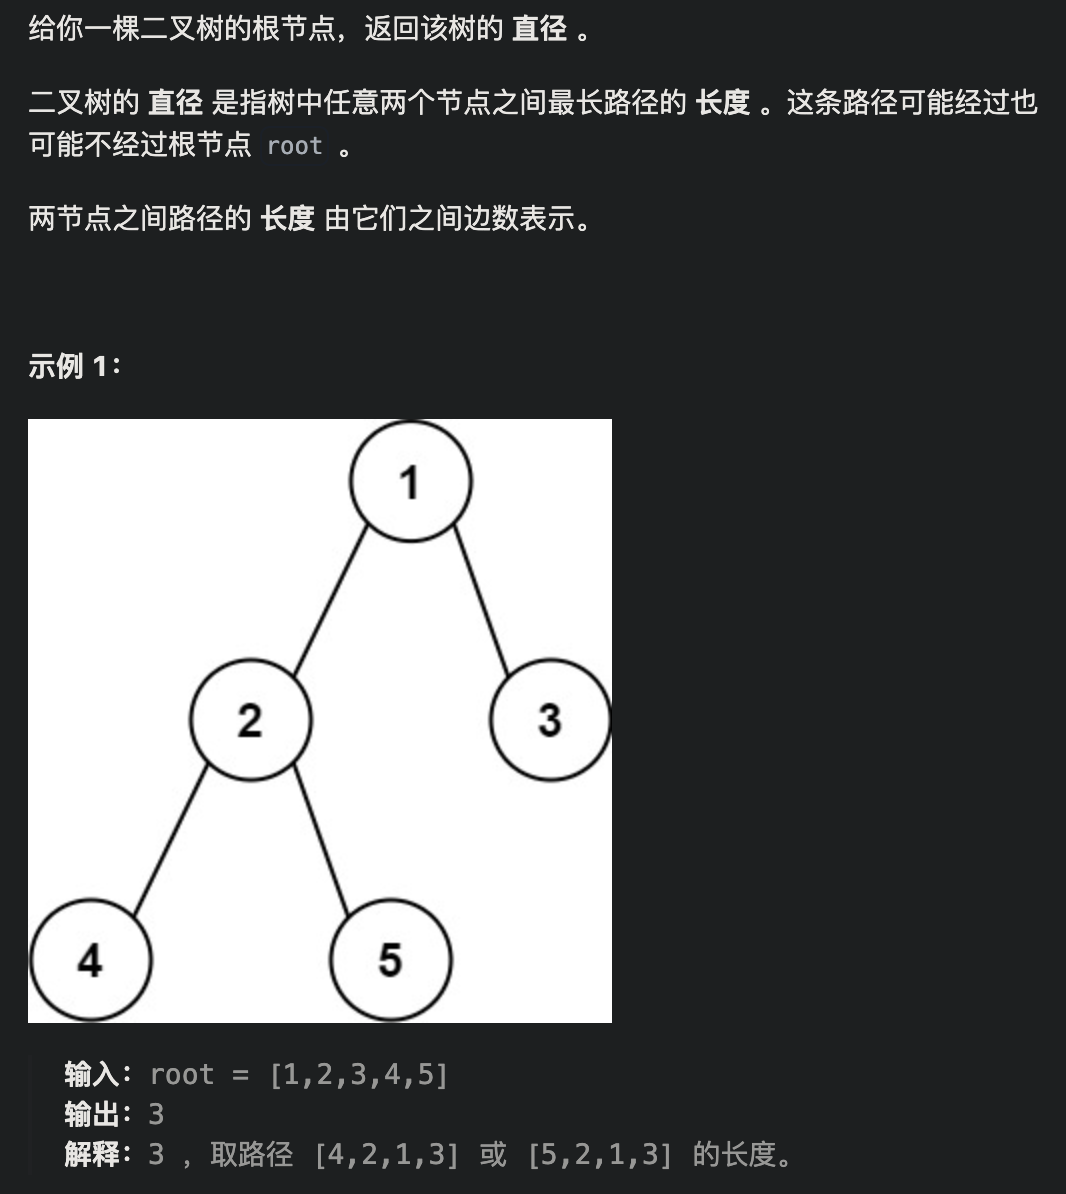 给你一棵二叉树的根节点，返回该树的 直径 。
二叉树的 直径 是指树中任意两个节点之间最长路径的 长度 。这条路径可能经过也
可能不经过根节点 root 。
两节点之间路径的 长度 由它们之间边数表示。
示例 1：
1
2
3
4
5
输入：root = [1,2,3,4,5]
输出：3
解释：3 ，取路径 [4,2,1,3] 或 [5,2,1,3] 的长度。